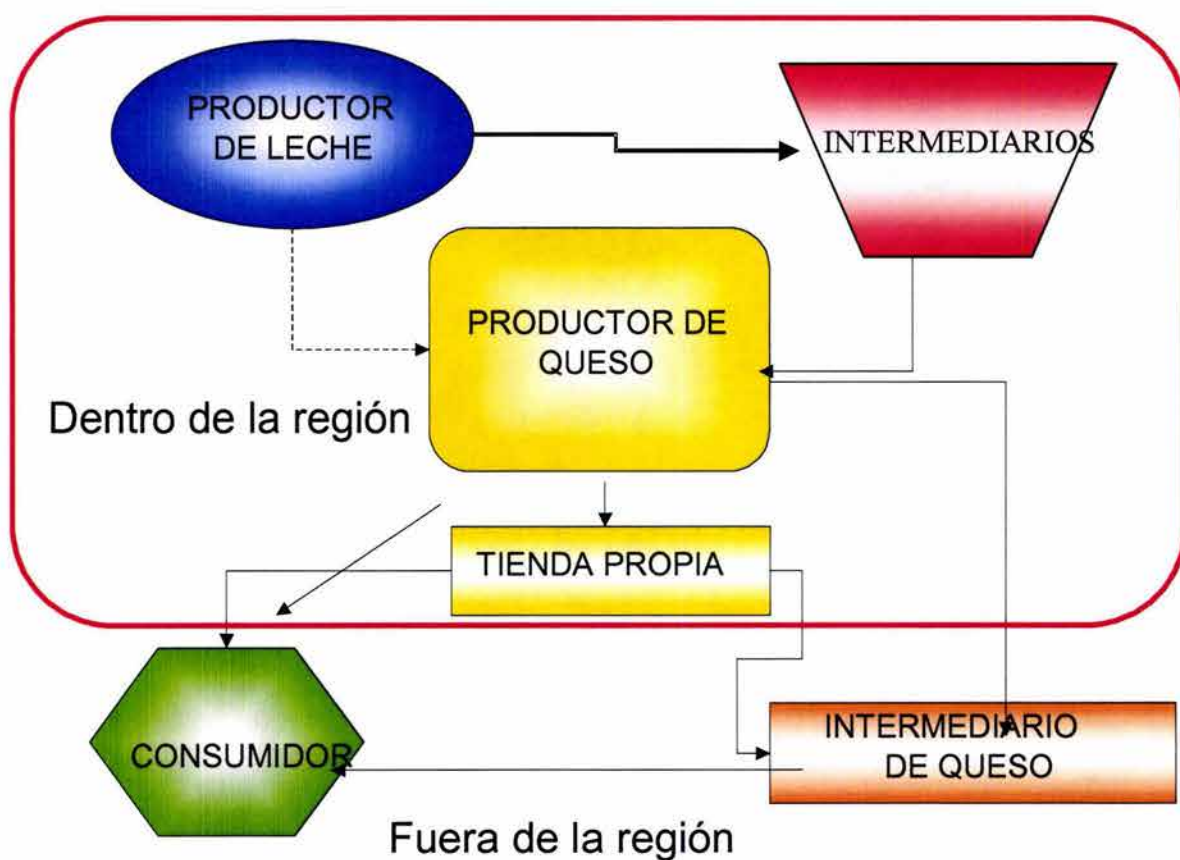 PRODUCTOR
DE LECHE
INTERMEDIARIOS
PRODUCTOR DE
QUESO
Dentro de la región
TIENDA PROPIA
CONSUMIDOR
INTERMEDIARIO
DE QUESO
Fuera de la región